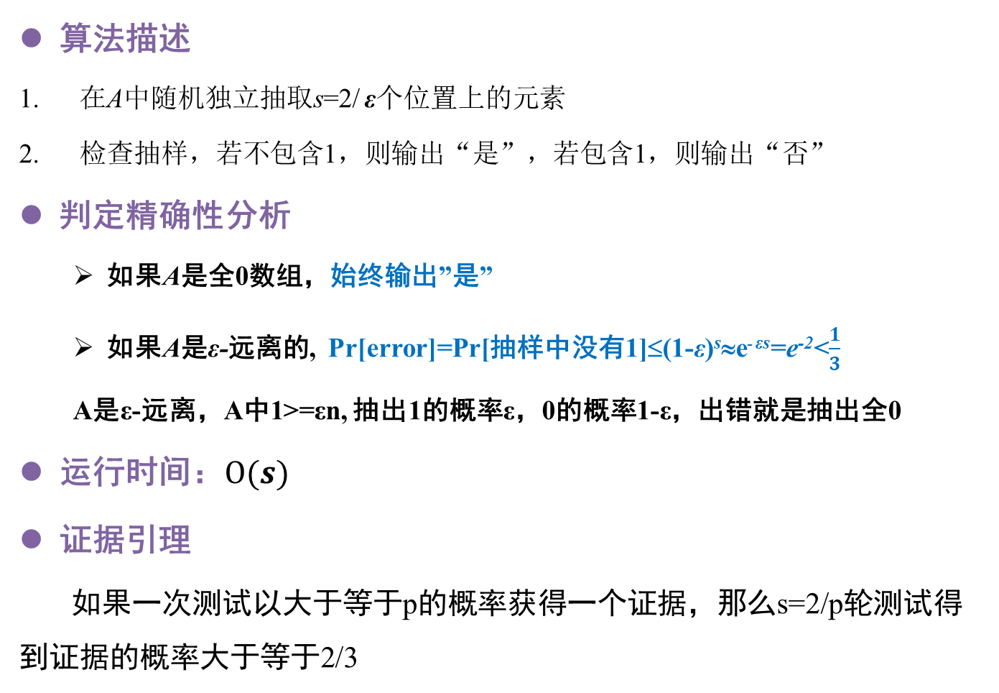 ● 算法描述
1. 在A中随机独立抽取s=2/ε个位置上的元素
2. 检查抽样，若不包含1，则输出“是”，若包含1，则输出“否”
● 判定精确性分析
➢ 如果A是全0数组，始终输出”是”
➢ 如果A是ε-远离的, Pr[error]=Pr[抽样中没有1]≤(1-ε)^s≈e^-εs=e^-2<1/3
A是ε-远离，A中1>=εn, 抽出1的概率ε，0的概率1-ε，出错就是抽出全0
● 运行时间：O(s)
● 证据引理
如果一次测试以大于等于p的概率获得一个证据，那么s=2/p轮测试得
到证据的概率大于等于2/3